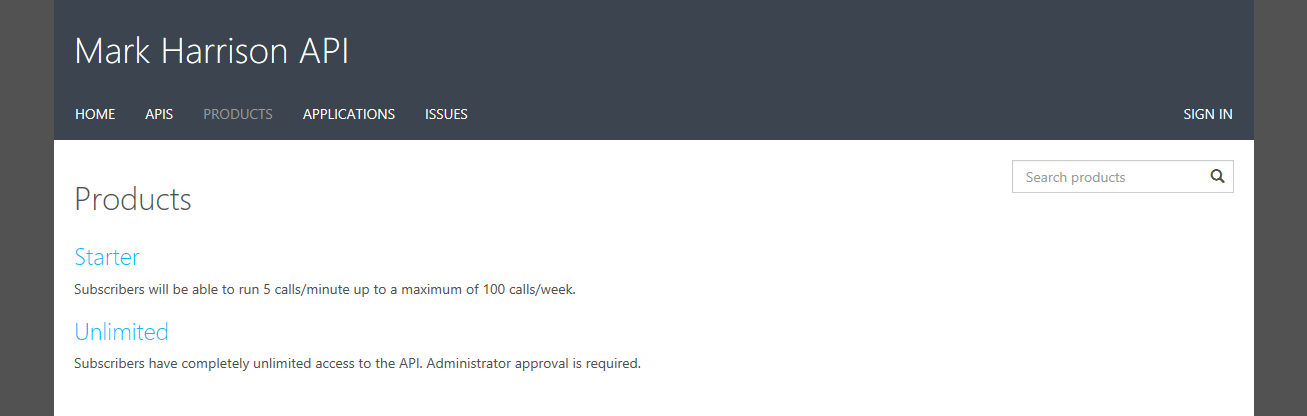 Mark Harrison API
HOME APIS PRODUCTS APPLICATIONS ISSUES SIGN IN
Search products
Products
Starter
Subscribers will be able to run 5 calls/minute up to a maximum of 100 calls/week.
Unlimited
Subscribers have completely unlimited access to the API. Administrator approval is required.